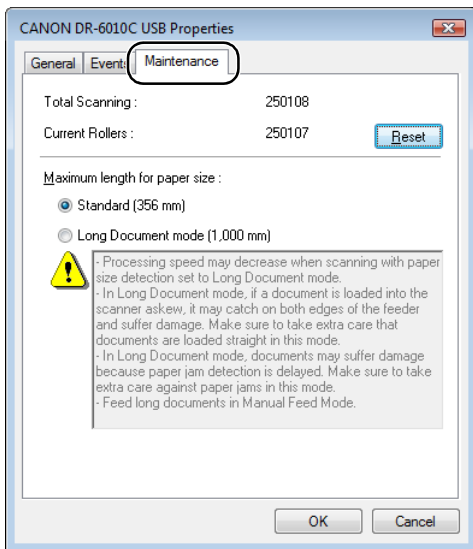 CANON DR-6010C USB Properties
General Events Maintenance
Total Scanning : 250108
Current Rollers : 250107 Reset
Maximum length for paper size :
Standard (356 mm)
Long Document mode (1,000 mm)
- Processing speed may decrease when scanning with paper
size detection set to Long Document mode.
- In Long Document mode, if a document is loaded into the
scanner askew, it may catch on both edges of the feeder
and suffer damage. Make sure to take extra care that
documents are loaded straight in this mode.
- In Long Document mode, documents may suffer damage
because paper jam detection is delayed. Make sure to take
extra care against paper jams in this mode.
- Feed long documents in Manual Feed Mode.
OK Cancel